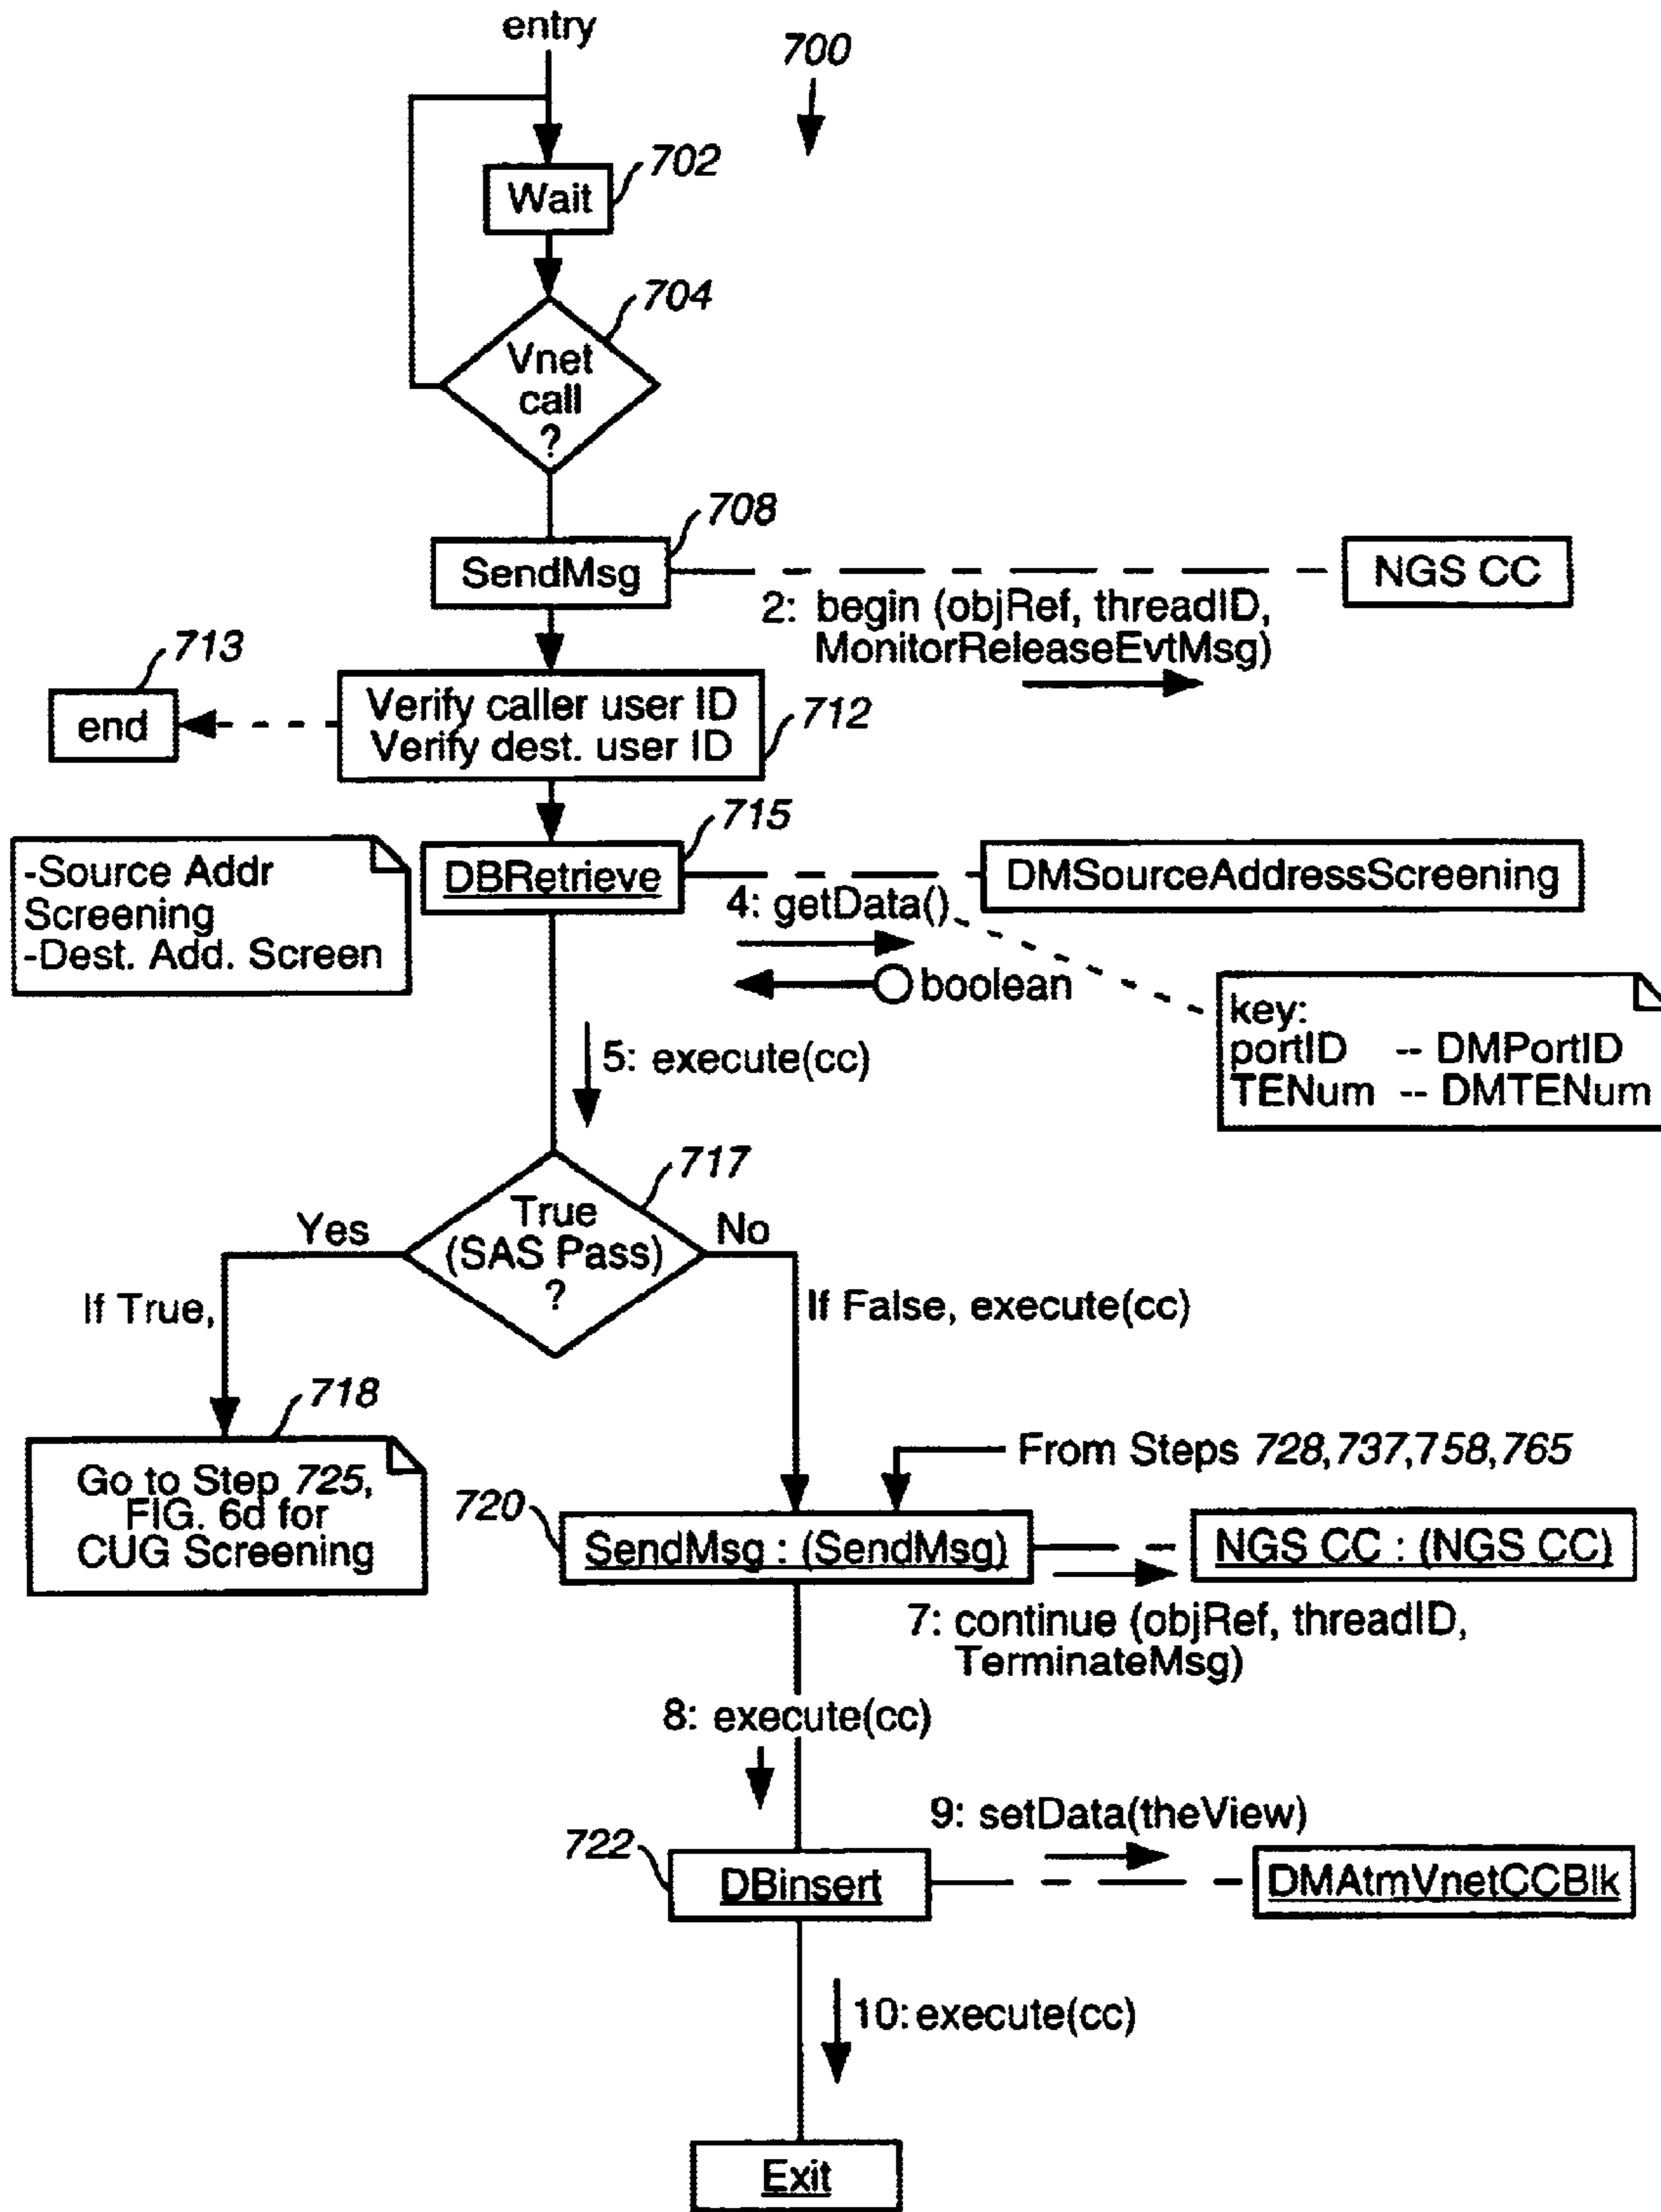 entry
700
702
Wait
704
Vnet
call
?
708
SendMsg
NGS CC
2: begin (objRef, threadID,
MonitorReleaseEvtMsg)
713
end
Verify caller user ID
Verify dest. user ID
712
715
-Source Addr
Screening
-Dest. Add. Screen
DBRetrieve
DMSourceAddressScreening
4: getData()
boolean
key:
portID -- DMPortID
TENum -- DMTENum
5: execute(cc)
717
True
(SAS Pass)
?
Yes
No
If True,
If False, execute(cc)
718
Go to Step 725,
FIG. 6d for
CUG Screening
From Steps 728,737,758,765
720
SendMsg : (SendMsg)
NGS CC : (NGS CC)
7: continue (objRef, threadID,
TerminateMsg)
8: execute(cc)
9: setData(theView)
722
DBinsert
DMAtmVnetCCBlk
10: execute(cc)
Exit